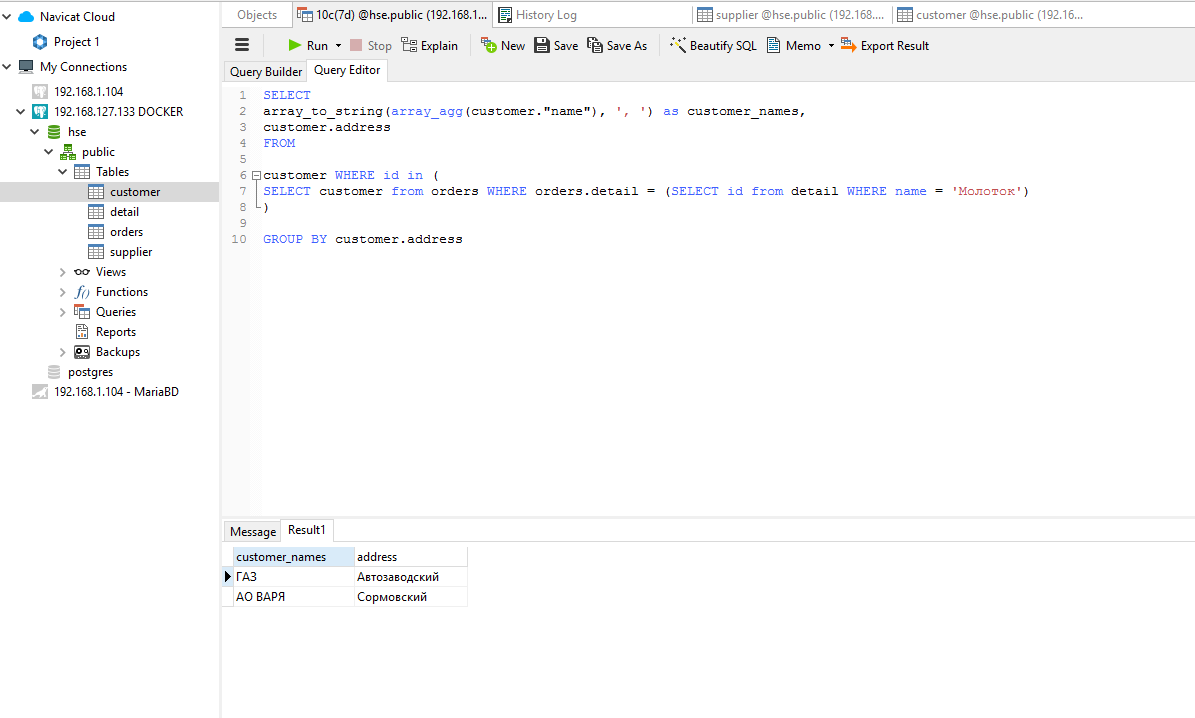 Navicat Cloud
Project 1
My Connections
192.168.1.104
192.168.127.133 DOCKER
hse
public
Tables
customer
detail
orders
supplier
Views
Functions
Queries
Reports
Backups
postgres
192.168.1.104 - MariaBD
Objects 10c(7d) @hse.public (192.168.1... History Log supplier @hse.public (192.168.... customer @hse.public (192.16...
Run Stop Explain New Save Save As Beautify SQL Memo Export Result
Query Builder Query Editor
1 SELECT
2 array_to_string(array_agg(customer."name"), ', ') as customer_names,
3 customer.address
4 FROM
5
6 customer WHERE id in (
7 SELECT customer from orders WHERE orders.detail = (SELECT id from detail WHERE name = 'Молоток')
8 )
9
10 GROUP BY customer.address
Message Result1
customer_names address
ГАЗ Автозаводский
АО ВАРЯ Сормовский